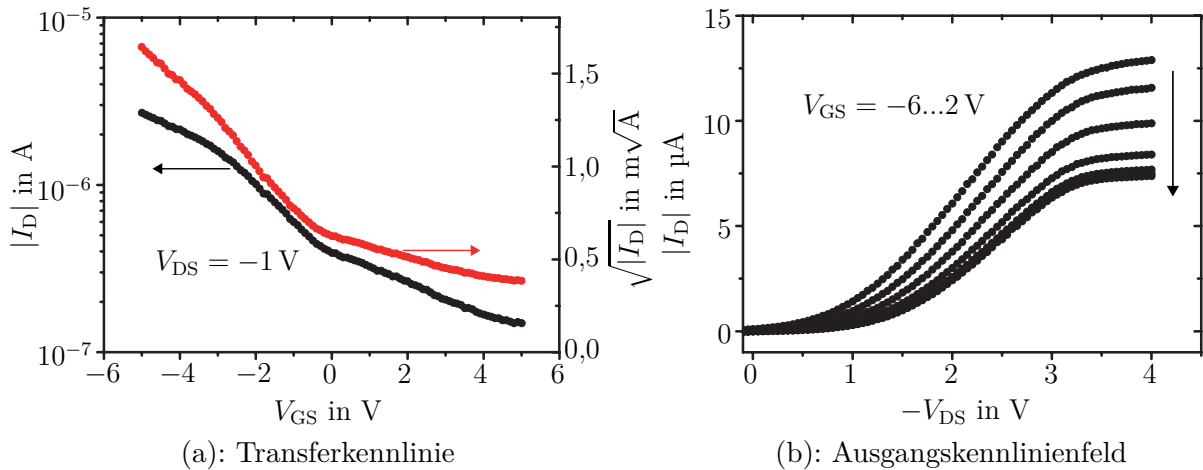 10⁻⁵
10⁻⁶
10⁻⁷
|I_D| in A
V_DS = −1 V
−6 −4 −2 0 2 4 6
V_GS in V
1,5
1,0
0,5
0,0
√|I_D| in m√A
(a): Transferkennlinie
15
10
5
0
|I_D| in µA
V_GS = −6...2 V
0 1 2 3 4
−V_DS in V
(b): Ausgangskennlinienfeld